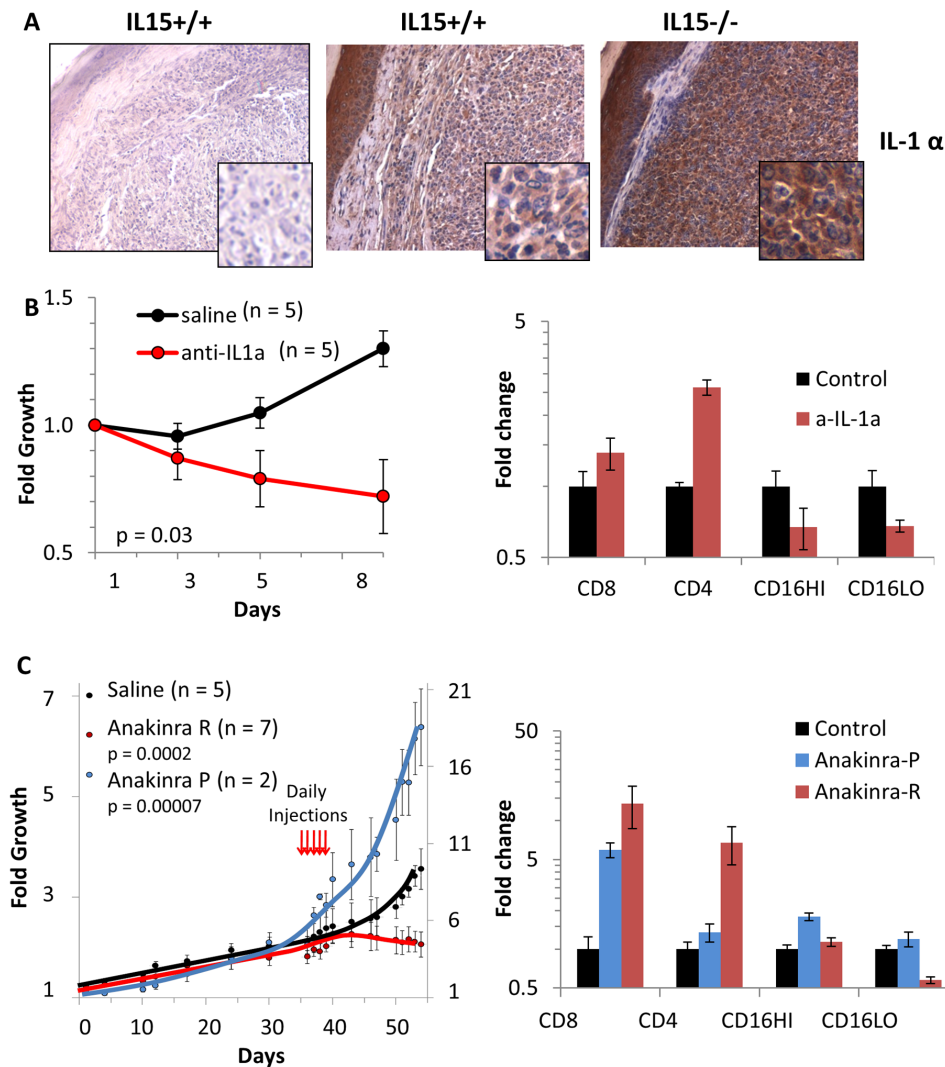 A
IL15+/+
IL15+/+
IL15-/-
IL-1 α
B
1.5
1.0
0.5
Fold Growth
saline (n = 5)
anti-IL1a (n = 5)
p = 0.03
1 3 5 8
Days
5
0.5
Fold change
Control
a-IL-1a
CD8 CD4 CD16HI CD16LO
C
7
5
3
1
Fold Growth
Saline (n = 5)
Anakinra R (n = 7)
p = 0.0002
Anakinra P (n = 2)
p = 0.00007
Daily
Injections
21
16
11
6
1
0 10 20 30 40 50
Days
50
5
0.5
Fold change
Control
Anakinra-P
Anakinra-R
CD8 CD4 CD16HI CD16LO